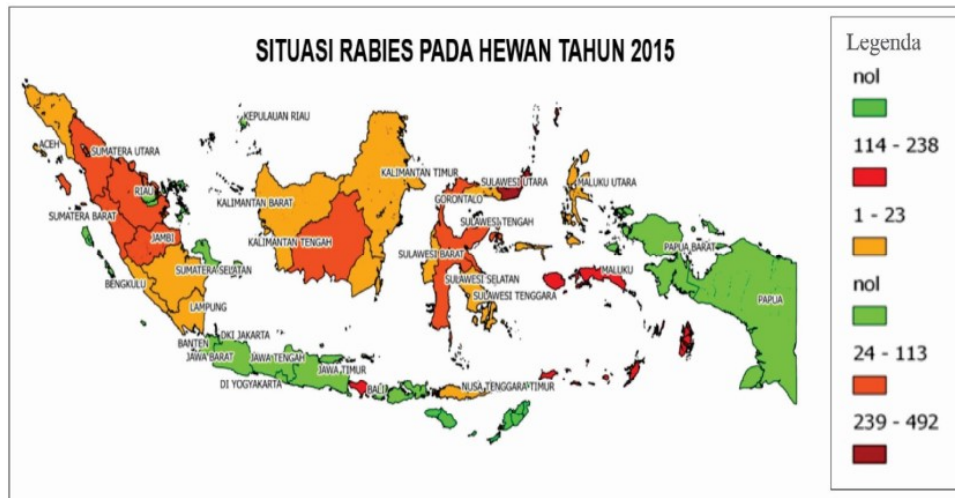 SITUASI RABIES PADA HEWAN TAHUN 2015
KEPULAUAN RIAU
ACEH
SUMATERA UTARA
RIAU
SUMATERA BARAT
JAMBI
SUMATERA SELATAN
BENGKULU
LAMPUNG
BANTEN
DKI JAKARTA
JAWA BARAT
JAWA TENGAH
DI YOGYAKARTA
JAWA TIMUR
BALI
NUSA TENGGARA TIMUR
KALIMANTAN BARAT
KALIMANTAN TENGAH
KALIMANTAN TIMUR
SULAWESI UTARA
GORONTALO
SULAWESI TENGAH
SULAWESI BARAT
SULAWESI SELATAN
SULAWESI TENGGARA
MALUKU UTARA
MALUKU
PAPUA BARAT
PAPUA
Legenda
nol
114 - 238
1 - 23
nol
24 - 113
239 - 492